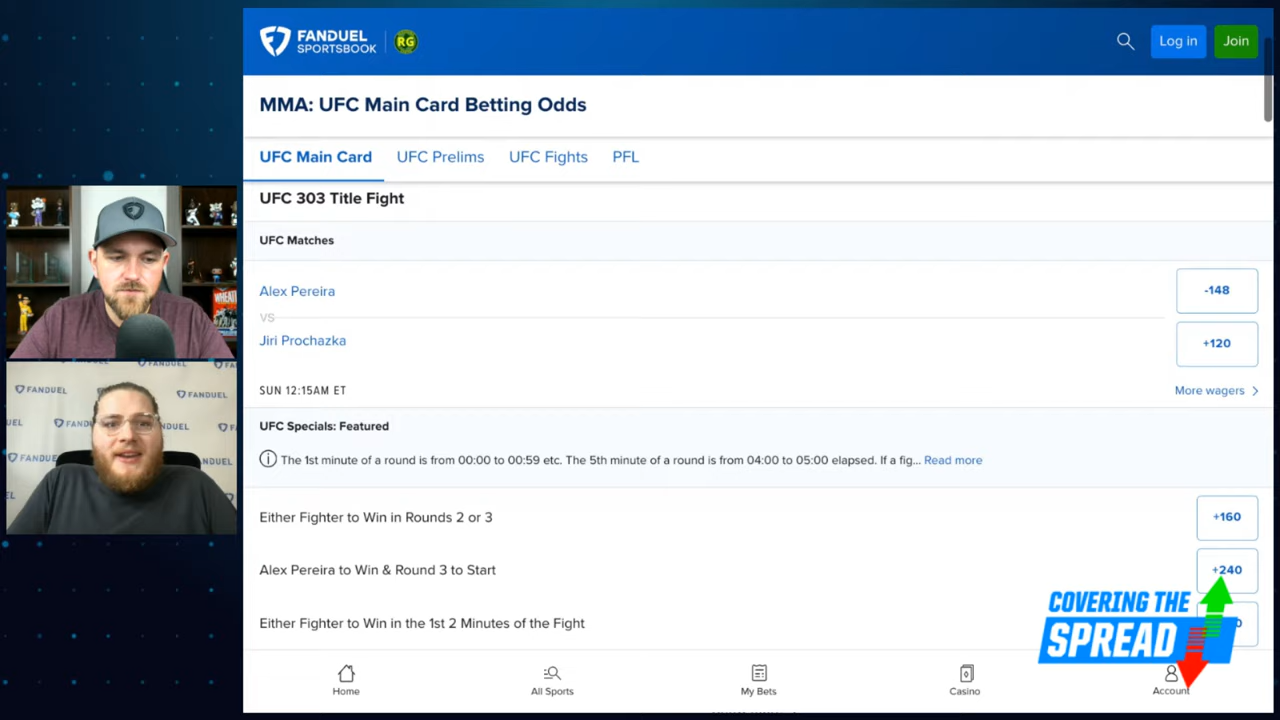 FANDUEL
SPORTSBOOK
RG
Log in
Join
MMA: UFC Main Card Betting Odds
UFC Main Card
UFC Prelims
UFC Fights
PFL
UFC 303 Title Fight
UFC Matches
Alex Pereira
-148
VS
Jiri Prochazka
+120
SUN 12:15AM ET
More wagers
UFC Specials: Featured
The 1st minute of a round is from 00:00 to 00:59 etc. The 5th minute of a round is from 04:00 to 05:00 elapsed. If a fig... Read more
Either Fighter to Win in Rounds 2 or 3
+160
Alex Pereira to Win & Round 3 to Start
+240
Either Fighter to Win in the 1st 2 Minutes of the Fight
COVERING THE
SPREAD
Home
All Sports
My Bets
Casino
Account
WHEATIES
FANDUEL
FANDUEL